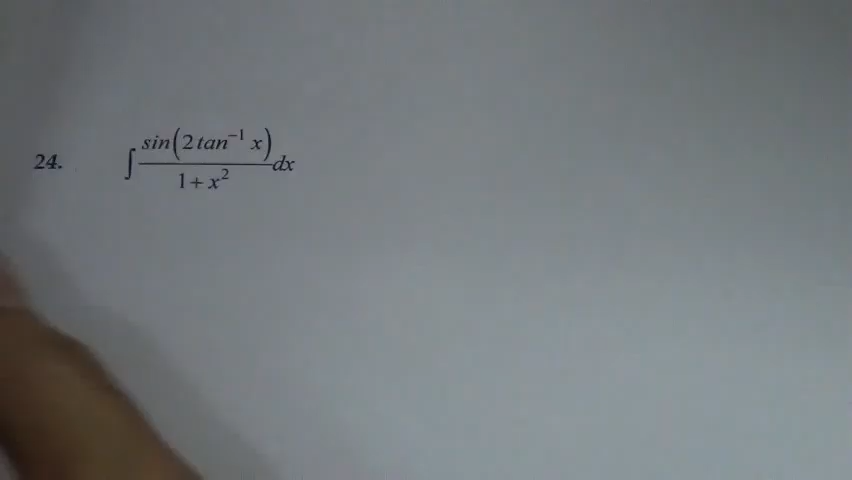 24. ∫ sin(2 tan⁻¹ x) / 1 + x² dx